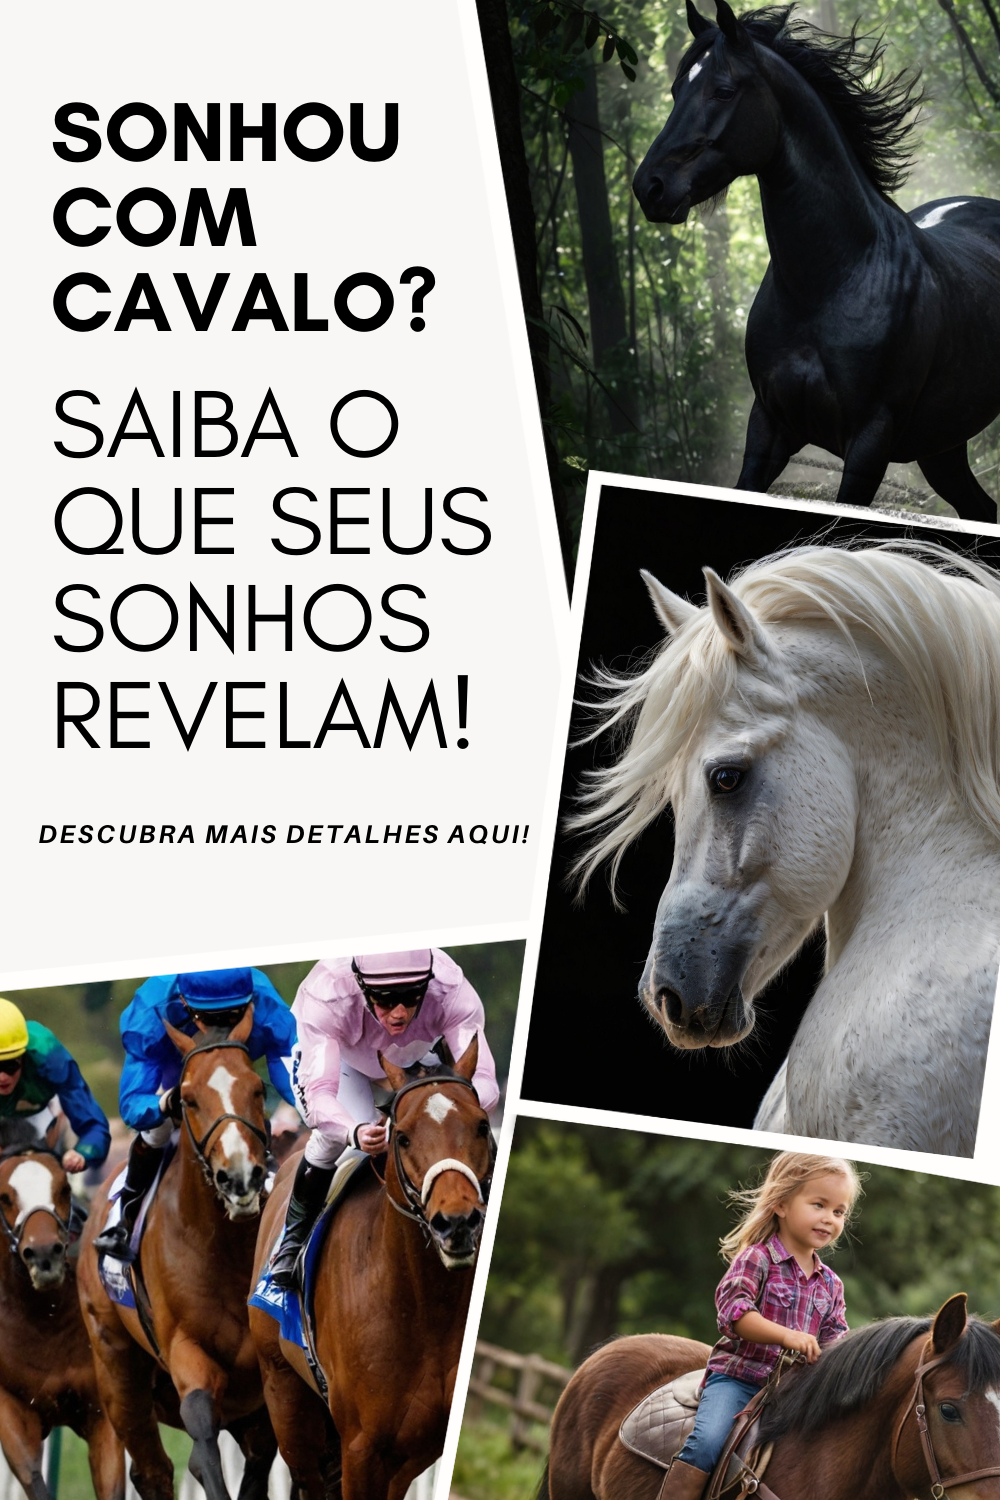 SONHOU
COM
CAVALO?
SAIBA O
QUE SEUS
SONHOS
REVELAM!
DESCUBRA MAIS DETALHES AQUI!